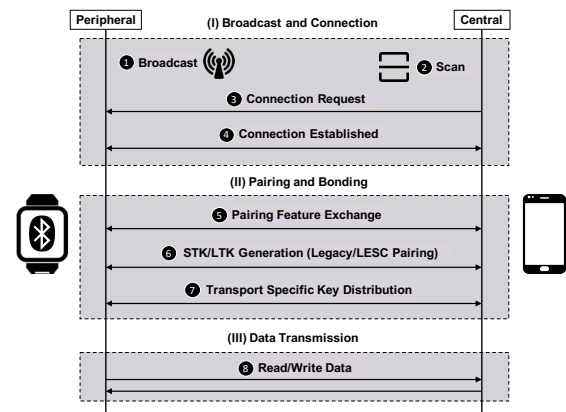 Peripheral
(I) Broadcast and Connection
Central
1 Broadcast
2 Scan
3 Connection Request
4 Connection Established
(II) Pairing and Bonding
5 Pairing Feature Exchange
6 STK/LTK Generation (Legacy/LESC Pairing)
7 Transport Specific Key Distribution
(III) Data Transmission
8 Read/Write Data